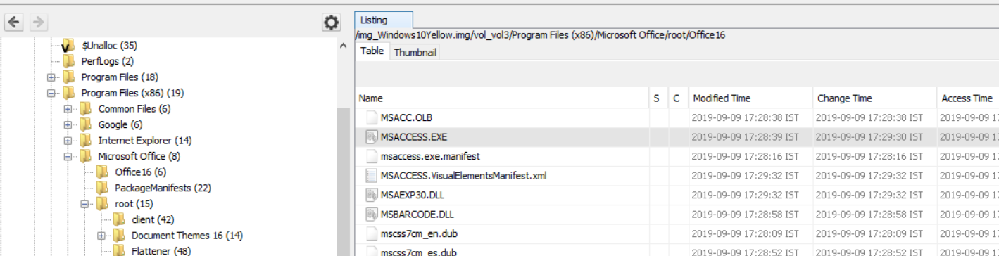 Listing
/img_Windows10Yellow.img/vol_vol3/Program Files (x86)/Microsoft Office/root/Office16
Table Thumbnail
$Unalloc (35)
PerfLogs (2)
Program Files (18)
Program Files (x86) (19)
Common Files (6)
Google (6)
Internet Explorer (14)
Microsoft Office (8)
Office16 (6)
PackageManifests (22)
root (15)
client (42)
Document Themes 16 (14)
Flattener (48)
Name S C Modified Time Change Time Access Time
MSACC.OLB 2019-09-09 17:28:38 IST 2019-09-09 17:28:38 IST 2019-09-09 17
MSACCESS.EXE 2019-09-09 17:28:39 IST 2019-09-09 17:29:30 IST 2019-09-09 17
msaccess.exe.manifest 2019-09-09 17:28:16 IST 2019-09-09 17:28:16 IST 2019-09-09 17
MSACCESS.VisualElementsManifest.xml 2019-09-09 17:29:32 IST 2019-09-09 17:29:32 IST 2019-09-09 17
MSAEXP30.DLL 2019-09-09 17:29:32 IST 2019-09-09 17:29:32 IST 2019-09-09 17
MSBARCODE.DLL 2019-09-09 17:28:58 IST 2019-09-09 17:28:58 IST 2019-09-09 17
mscss7cm_en.dub 2019-09-09 17:28:09 IST 2019-09-09 17:28:09 IST 2019-09-09 17
mscss7cm_es.dub 2019-09-09 17:28:52 IST 2019-09-09 17:28:52 IST 2019-09-09 17